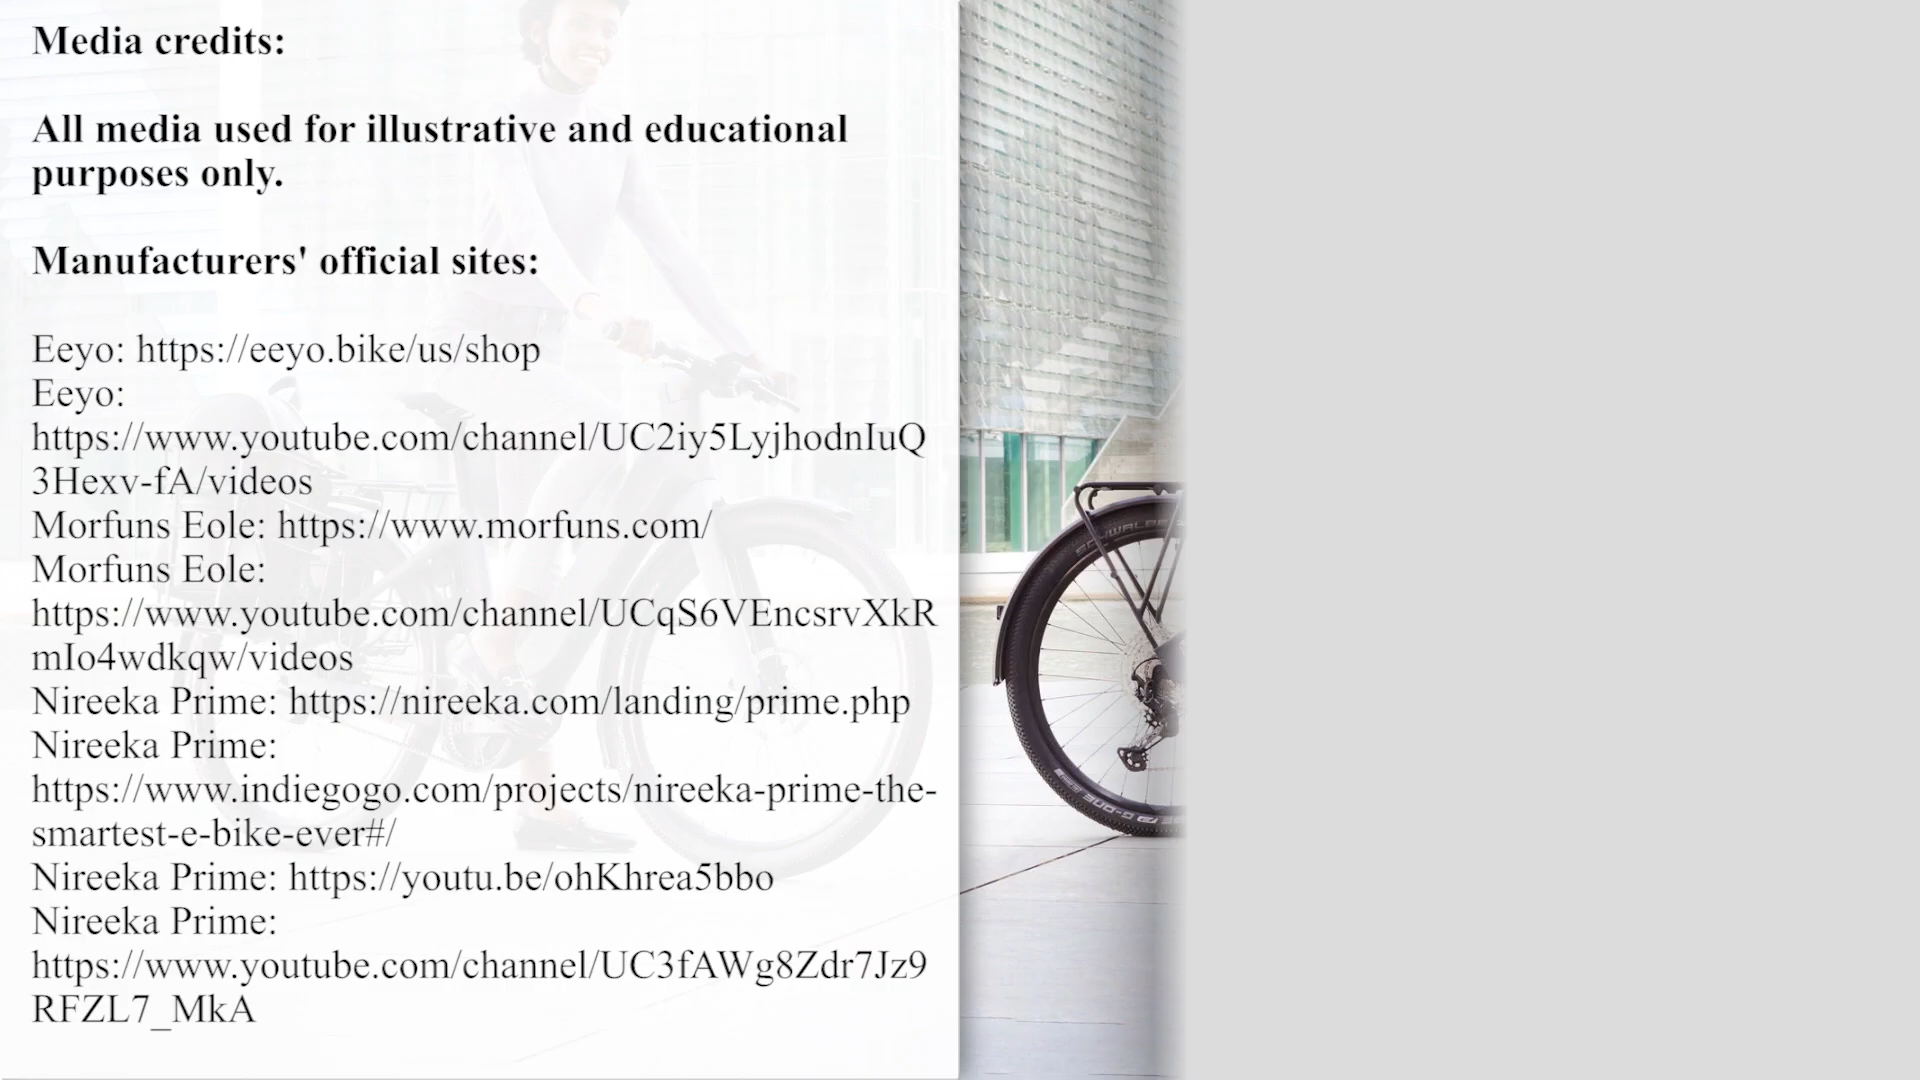 Media credits:
All media used for illustrative and educational
purposes only.
Manufacturers' official sites:
Eeyo: https://eeyo.bike/us/shop
Eeyo:
https://www.youtube.com/channel/UC2iy5LyjhodnIuQ
3Hexv-fA/videos
Morfuns Eole: https://www.morfuns.com/
Morfuns Eole:
https://www.youtube.com/channel/UCqS6VEncsrvXkR
mIo4wdkqw/videos
Nireeka Prime: https://nireeka.com/landing/prime.php
Nireeka Prime:
https://www.indiegogo.com/projects/nireeka-prime-the-
smartest-e-bike-ever#/
Nireeka Prime: https://youtu.be/ohKhrea5bbo
Nireeka Prime:
https://www.youtube.com/channel/UC3fAWg8Zdr7Jz9
RFZL7_MkA